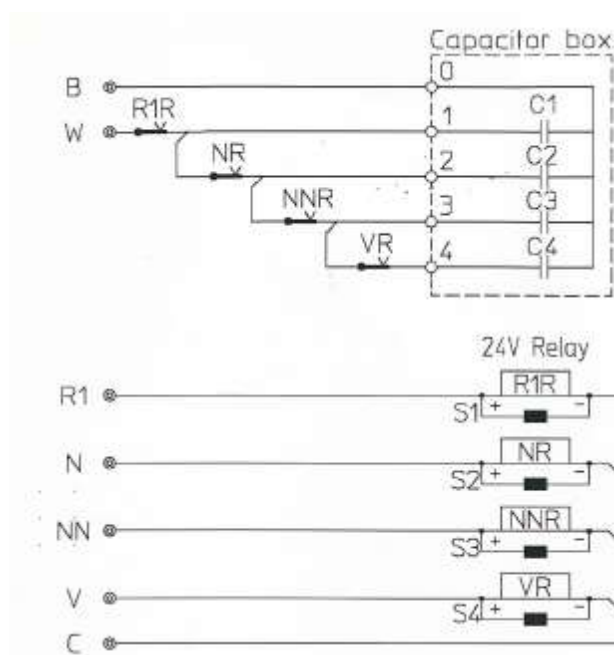 Capacitor box
B
0
R1R
C1
W
1
NR
C2
2
NNR
C3
3
VR
C4
4
24V Relay
R1
R1R
S1 + -
N
NR
S2 + -
NN
NNR
S3 + -
V
VR
S4 + -
C